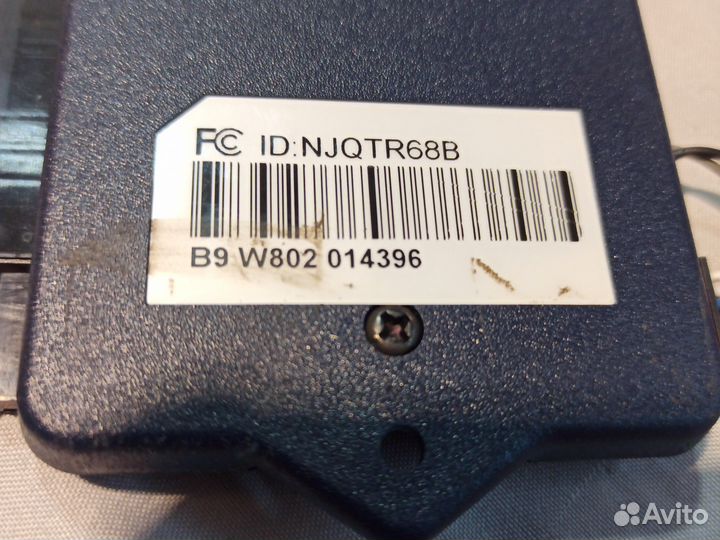 FC ID:NJQTR68B
B9 W802 014396
Avito